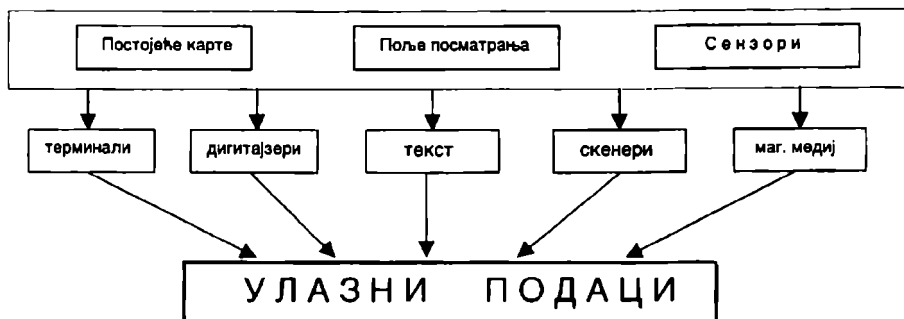 Постојеће карте
Поље посматрања
Сензори
терминали
дигитајзери
текст
скенери
маг. медиј
УЛАЗНИ ПОДАЦИ